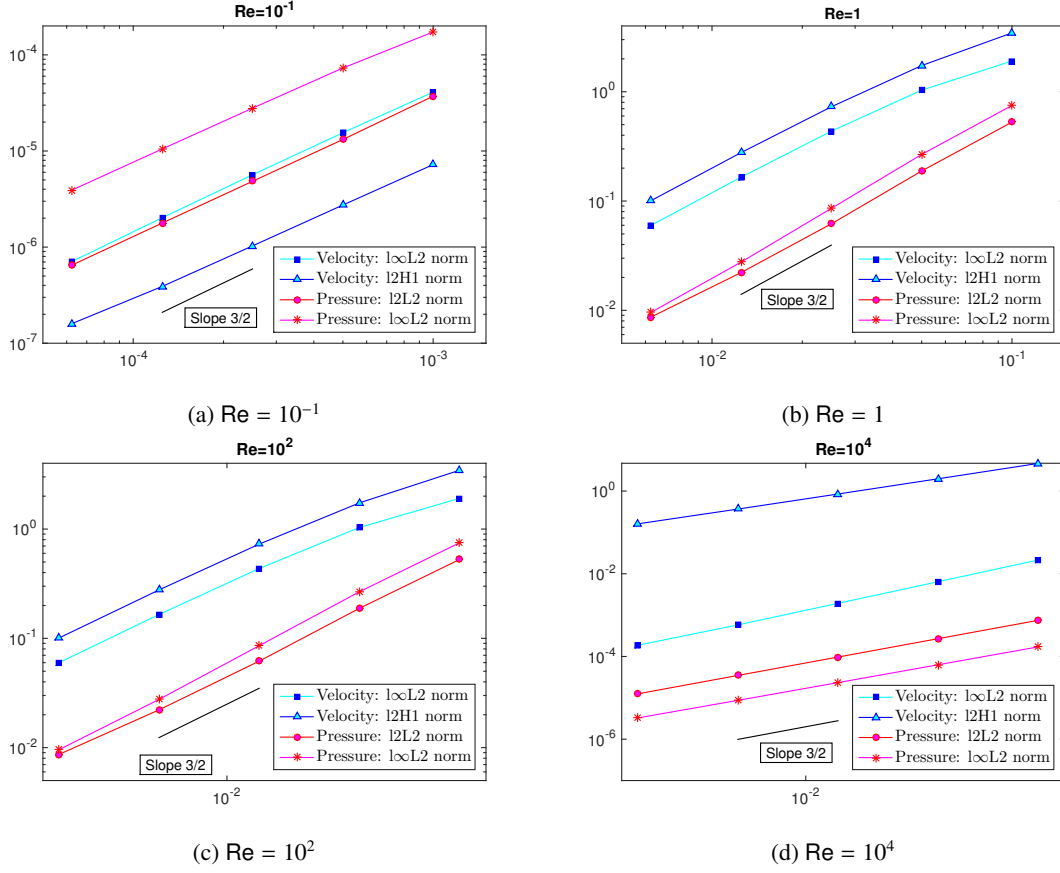 Re=10^-1
10^-4
10^-5
10^-6
10^-7
Velocity: l∞L2 norm
Velocity: l2H1 norm
Pressure: l2L2 norm
Pressure: l∞L2 norm
Slope 3/2
10^-4
10^-3
(a) Re = 10^-1
Re=1
10^0
10^-1
10^-2
Velocity: l∞L2 norm
Velocity: l2H1 norm
Pressure: l2L2 norm
Pressure: l∞L2 norm
Slope 3/2
10^-2
10^-1
(b) Re = 1
Re=10^2
10^0
10^-1
10^-2
Velocity: l∞L2 norm
Velocity: l2H1 norm
Pressure: l2L2 norm
Pressure: l∞L2 norm
Slope 3/2
10^-2
(c) Re = 10^2
Re=10^4
10^0
10^-2
10^-4
10^-6
Velocity: l∞L2 norm
Velocity: l2H1 norm
Pressure: l2L2 norm
Pressure: l∞L2 norm
Slope 3/2
10^-2
(d) Re = 10^4